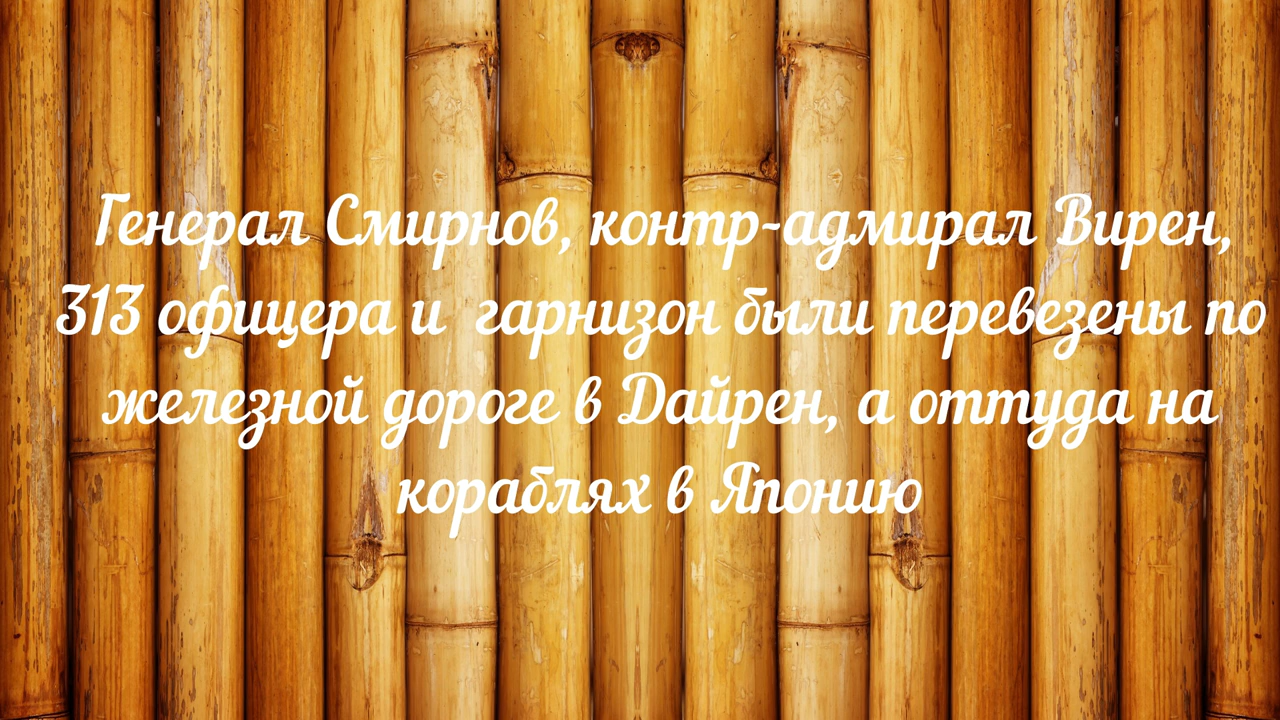 Генерал Смирнов, контр-адмирал Вирен,
313 офицера и  гарнизон были перевезены по
железной дороге в Дайрен, а оттуда на
кораблях в Японию